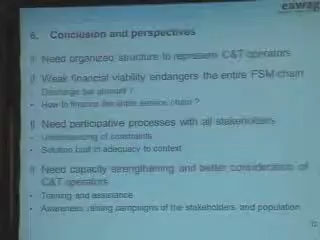 eawag
6. Conclusion and perspectives
Need organized structure to represent C&T operators
Weak financial viability endangers the entire FSM chain
Discharge fee amount ?
• How to finance the entire service chain ?
Need participative processes with all stakeholders
• Understanding of constraints
• Solution built in adequacy to context
Need capacity strengthening and better consideration of
C&T operators
• Training and assistance
• Awareness raising campaigns of the stakeholders and population